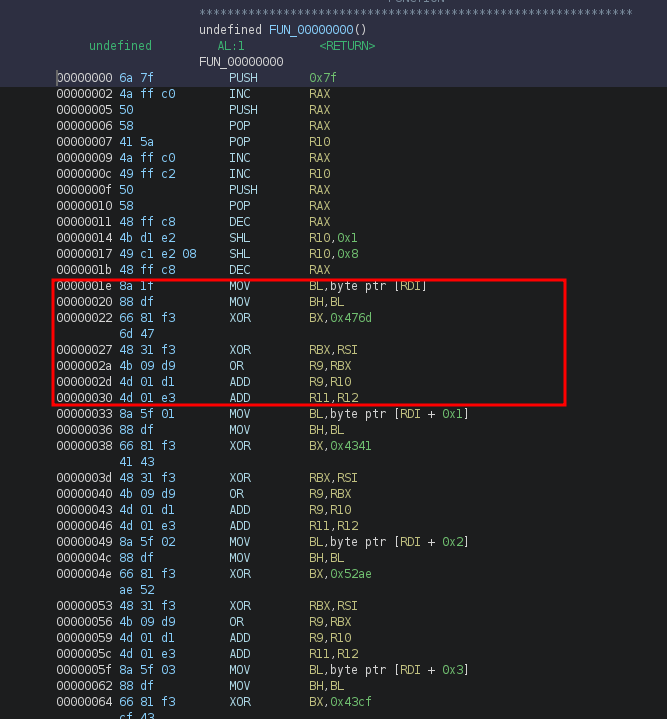 ************************************************************
undefined FUN_00000000()
undefined AL:1 <RETURN>
FUN_00000000
00000000 6a 7f PUSH 0x7f
00000002 4a ff c0 INC RAX
00000005 50 PUSH RAX
00000006 58 POP RAX
00000007 41 5a POP R10
00000009 4a ff c0 INC RAX
0000000c 49 ff c2 INC R10
0000000f 50 PUSH RAX
00000010 58 POP RAX
00000011 48 ff c8 DEC RAX
00000014 4b d1 e2 SHL R10,0x1
00000017 49 c1 e2 08 SHL R10,0x8
0000001b 48 ff c8 DEC RAX
0000001e 8a 1f MOV BL,byte ptr [RDI]
00000020 88 df MOV BH,BL
00000022 66 81 f3 XOR BX,0x476d
6d 47
00000027 48 31 f3 XOR RBX,RSI
0000002a 4b 09 d9 OR R9,RBX
0000002d 4d 01 d1 ADD R9,R10
00000030 4d 01 e3 ADD R11,R12
00000033 8a 5f 01 MOV BL,byte ptr [RDI + 0x1]
00000036 88 df MOV BH,BL
00000038 66 81 f3 XOR BX,0x4341
41 43
0000003d 48 31 f3 XOR RBX,RSI
00000040 4b 09 d9 OR R9,RBX
00000043 4d 01 d1 ADD R9,R10
00000046 4d 01 e3 ADD R11,R12
00000049 8a 5f 02 MOV BL,byte ptr [RDI + 0x2]
0000004c 88 df MOV BH,BL
0000004e 66 81 f3 XOR BX,0x52ae
ae 52
00000053 48 31 f3 XOR RBX,RSI
00000056 4b 09 d9 OR R9,RBX
00000059 4d 01 d1 ADD R9,R10
0000005c 4d 01 e3 ADD R11,R12
0000005f 8a 5f 03 MOV BL,byte ptr [RDI + 0x3]
00000062 88 df MOV BH,BL
00000064 66 81 f3 XOR BX,0x43cf
cf 43